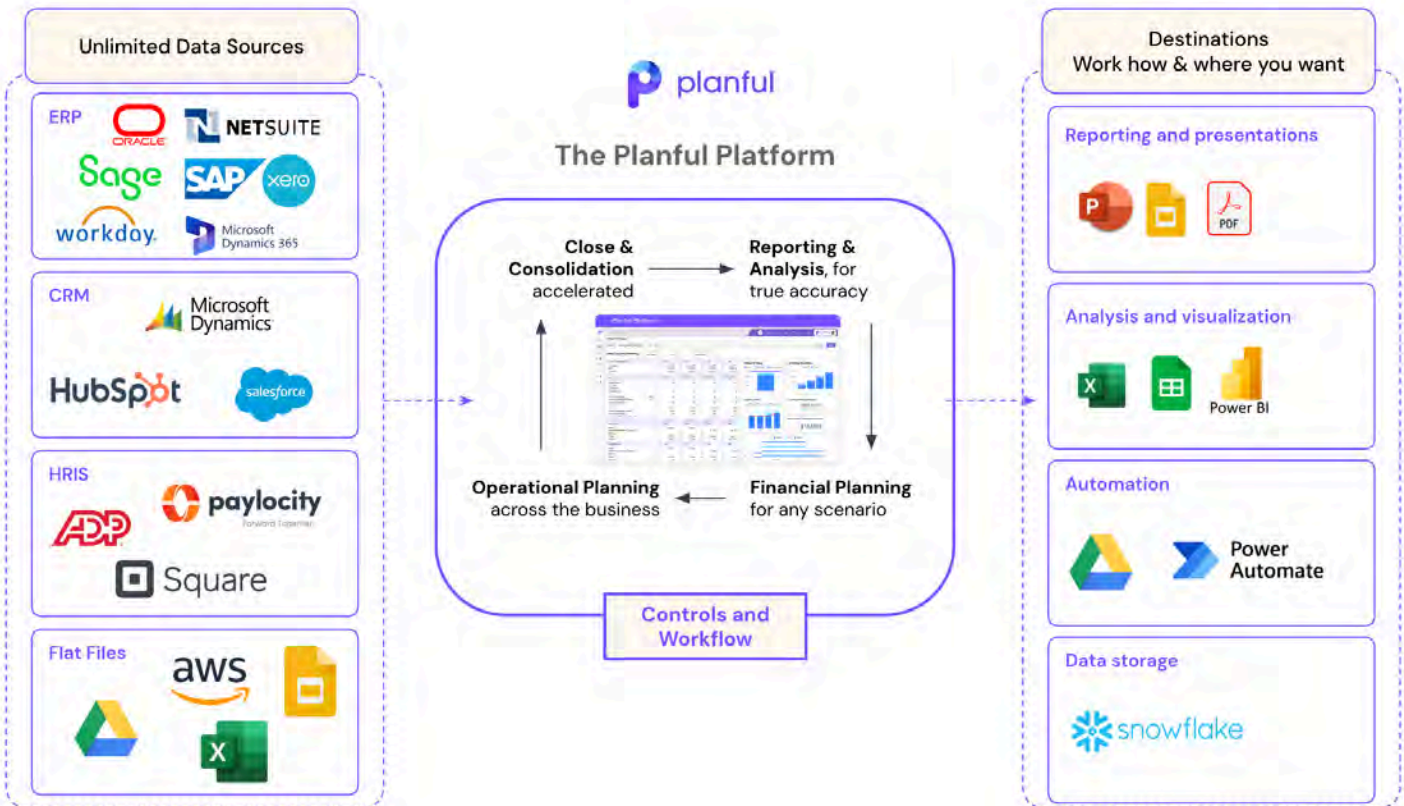 Unlimited Data Sources
ERP
ORACLE
NETSUITE
Sage
SAP
xero
workday.
Microsoft
Dynamics 365
CRM
Microsoft
Dynamics
HubSpot
salesforce
HRIS
ADP
paylocity
Forward Together.
Square
Flat Files
aws
X
planful
The Planful Platform
Close &
Consolidation
accelerated
Reporting &
Analysis, for
true accuracy
Operational Planning
across the business
Financial Planning
for any scenario
Controls and
Workflow
Destinations
Work how & where you want
Reporting and presentations
P
PDF
Analysis and visualization
X
Power BI
Automation
Power
Automate
Data storage
snowflake